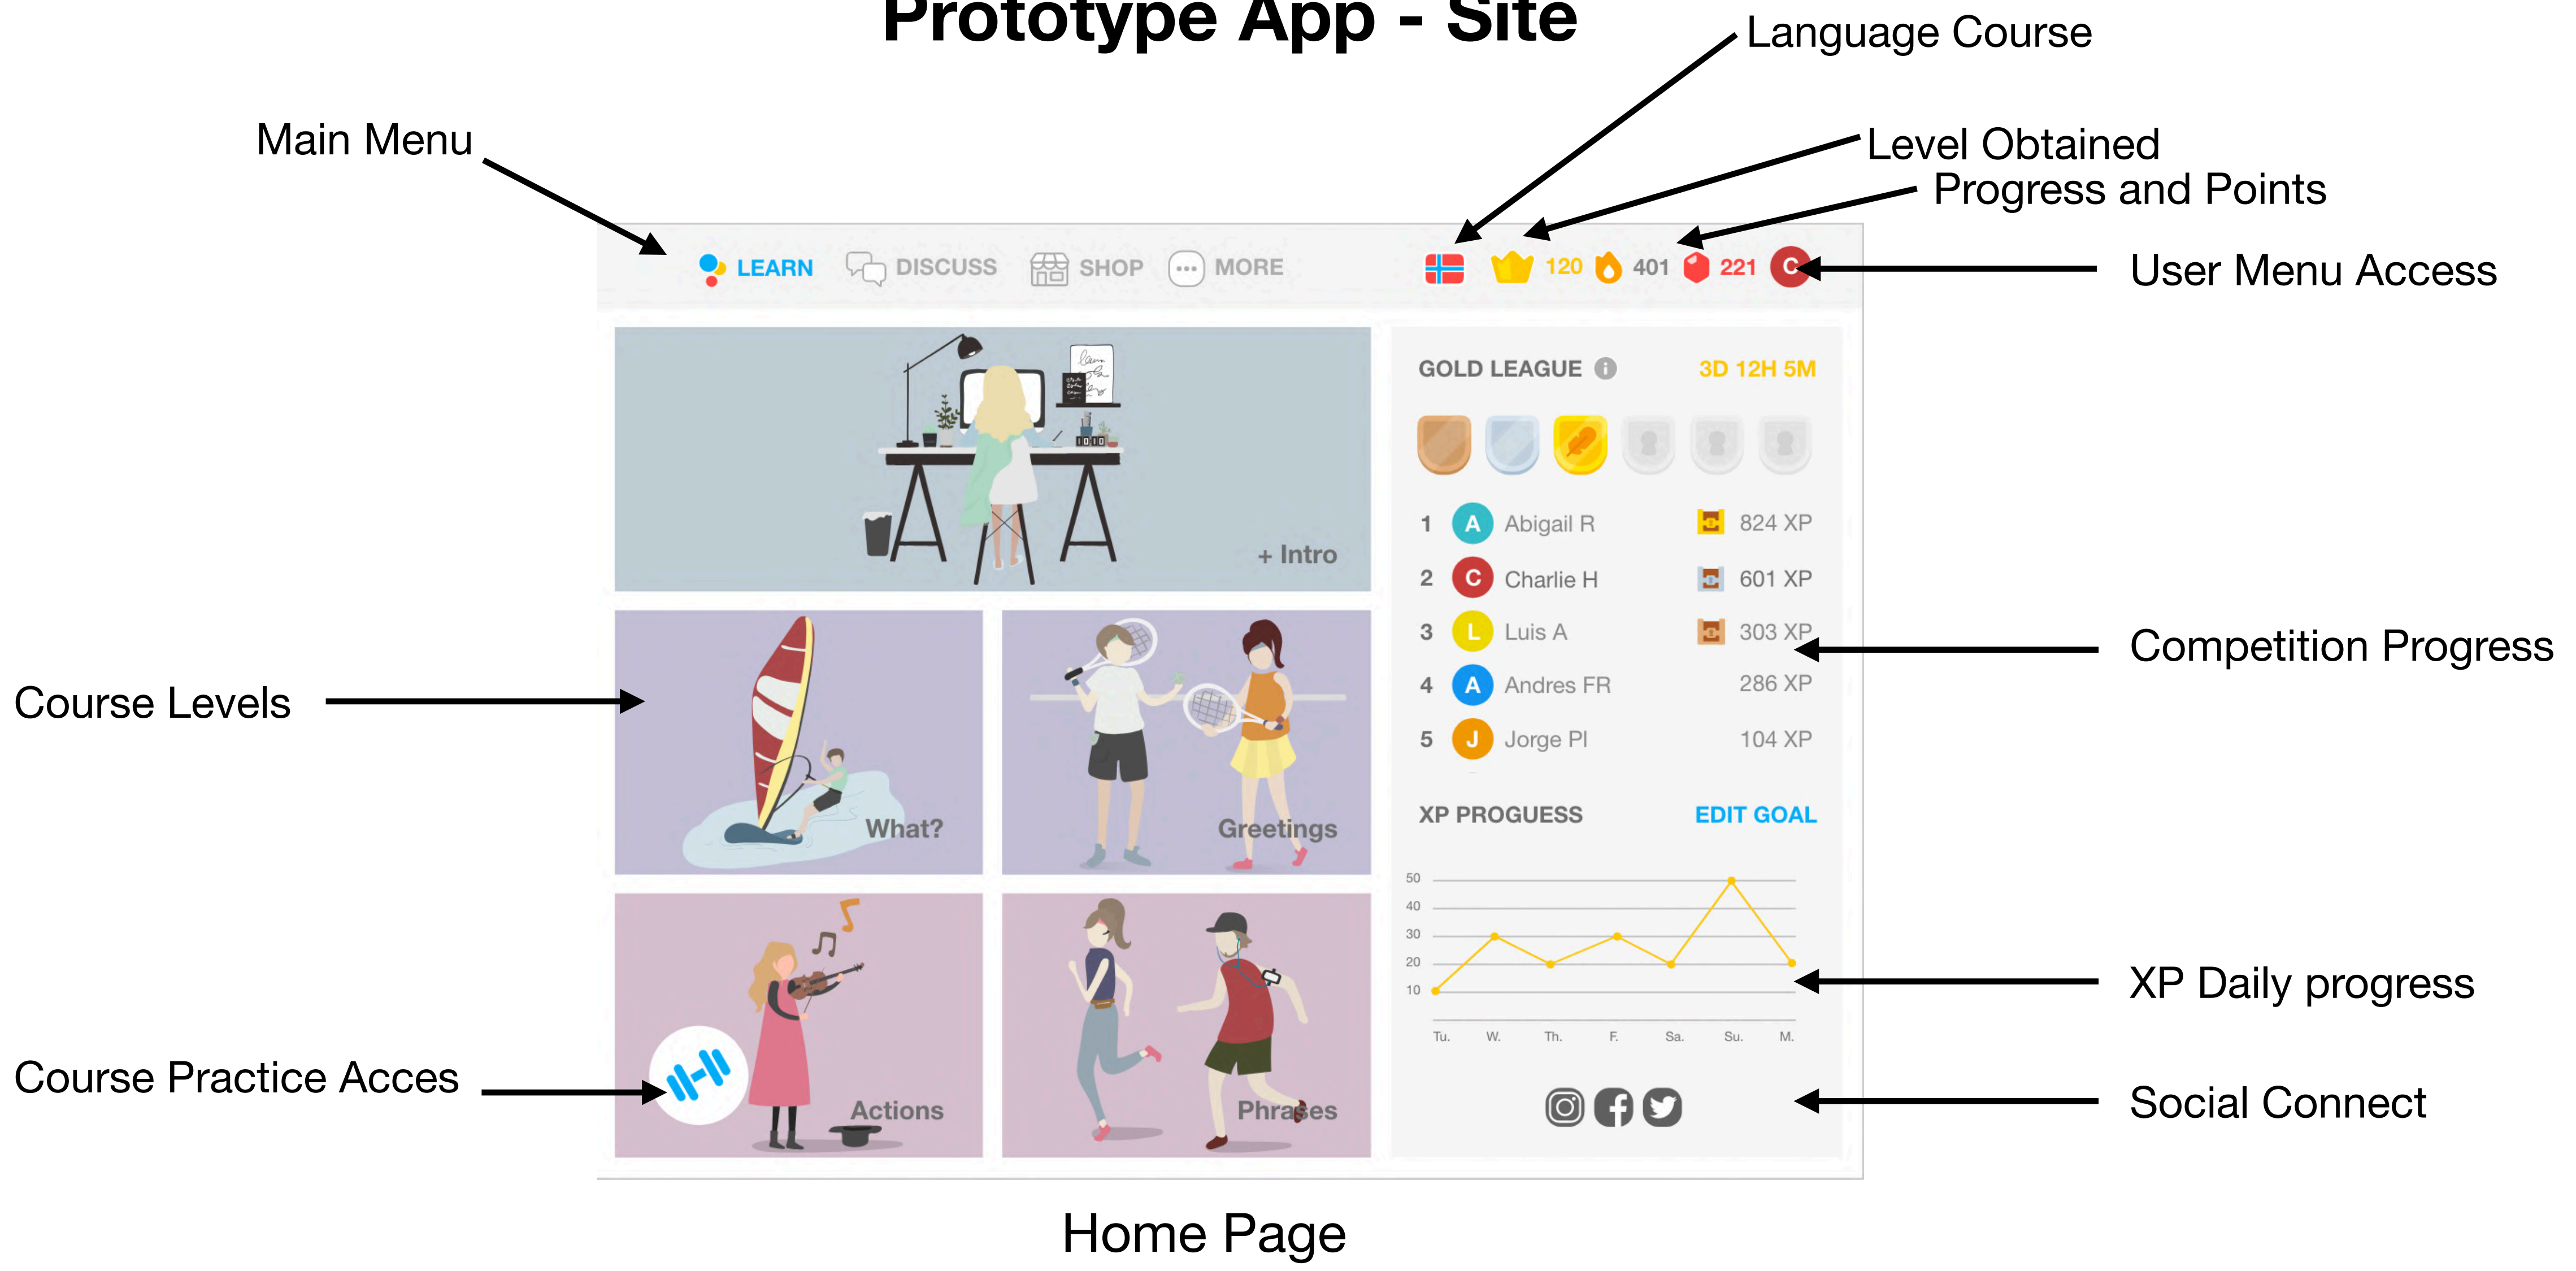 Prototype App - Site
Language Course
Main Menu
Level Obtained
Progress and Points
User Menu Access
LEARN DISCUSS SHOP MORE 120 401 221 C
GOLD LEAGUE i 3D 12H 5M
+ Intro
1 A Abigail R 824 XP
2 C Charlie H 601 XP
3 L Luis A 303 XP
4 A Andres FR 286 XP
5 J Jorge Pl 104 XP
Competition Progress
Course Levels
What?
Greetings
XP PROGUESS EDIT GOAL
50
40
30
20
10
Tu. W. Th. F. Sa. Su. M.
XP Daily progress
Course Practice Acces
Actions
Phrases
Social Connect
Home Page